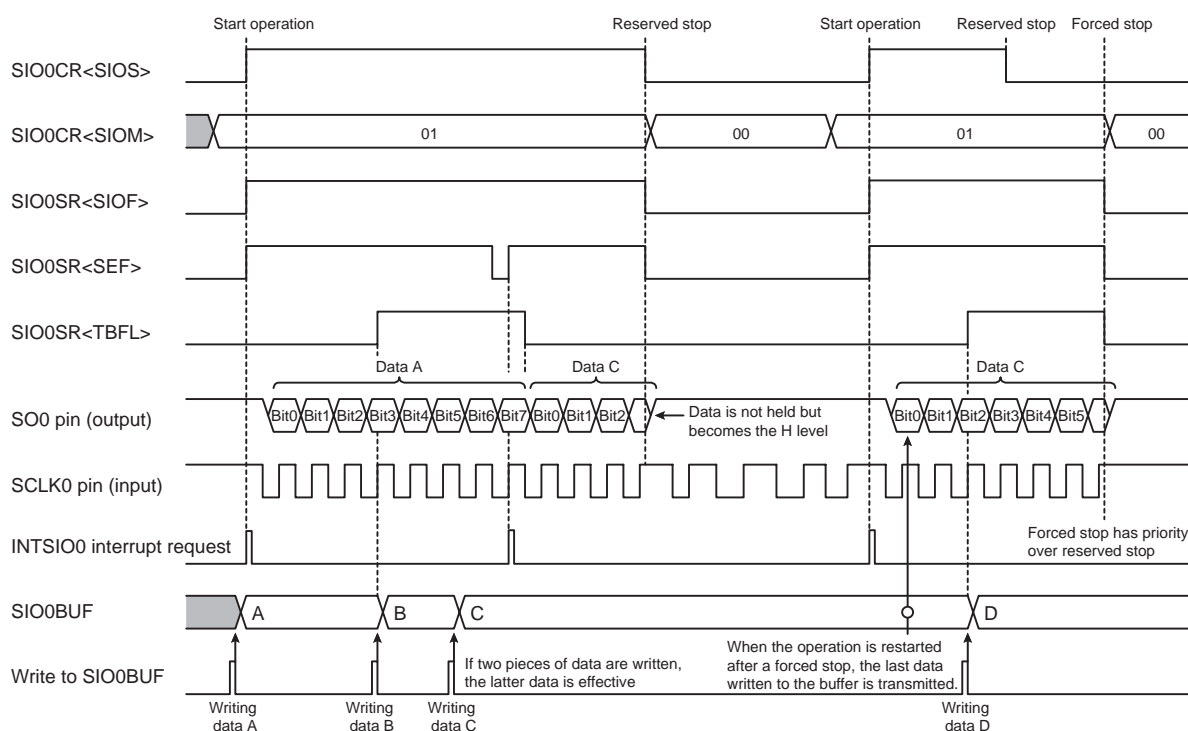 Start operation Reserved stop Start operation Reserved stop Forced stop
SIO0CR<SIOS>
SIO0CR<SIOM> 01 00 01 00
SIO0SR<SIOF>
SIO0SR<SEF>
SIO0SR<TBFL>
Data A Data C Data C
SO0 pin (output) Bit0 Bit1 Bit2 Bit3 Bit4 Bit5 Bit6 Bit7 Bit0 Bit1 Bit2 Bit0 Bit1 Bit2 Bit3 Bit4 Bit5
Data is not held but
becomes the H level
SCLK0 pin (input)
INTSIO0 interrupt request
Forced stop has priority
over reserved stop
SIO0BUF A B C D
Write to SIO0BUF
If two pieces of data are written,
the latter data is effective
When the operation is restarted
after a forced stop, the last data
written to the buffer is transmitted.
Writing
data A
Writing
data B
Writing
data C
Writing
data D